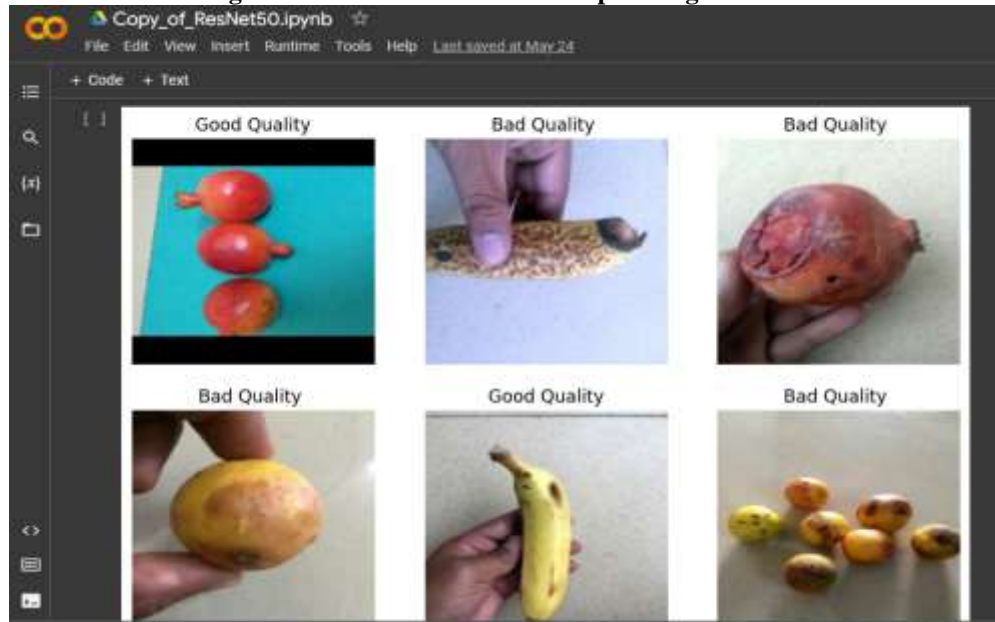 Copy_of_ResNet50.ipynb
File Edit View Insert Runtime Tools Help Last saved at May 24
+ Code + Text
[ ]
{x}
Good Quality Bad Quality Bad Quality
Bad Quality Good Quality Bad Quality
<>